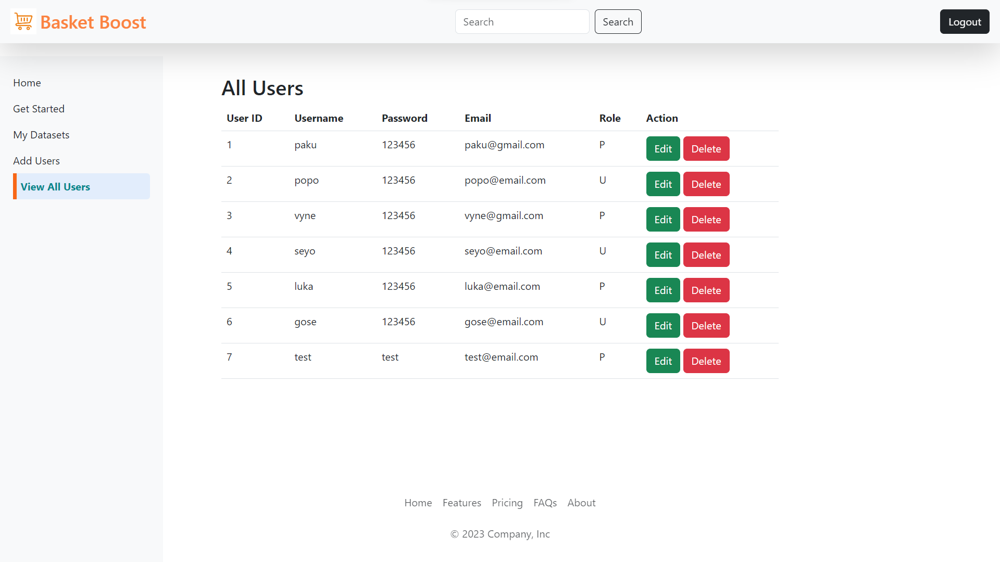 Basket Boost
Search Search
Logout
Home
Get Started
My Datasets
Add Users
View All Users
All Users
User ID Username Password Email Role Action
1 paku 123456 paku@gmail.com P Edit Delete
2 popo 123456 popo@email.com U Edit Delete
3 vyne 123456 vyne@gmail.com P Edit Delete
4 seyo 123456 seyo@email.com U Edit Delete
5 luka 123456 luka@email.com P Edit Delete
6 gose 123456 gose@email.com U Edit Delete
7 test test test@email.com P Edit Delete
Home Features Pricing FAQs About
© 2023 Company, Inc